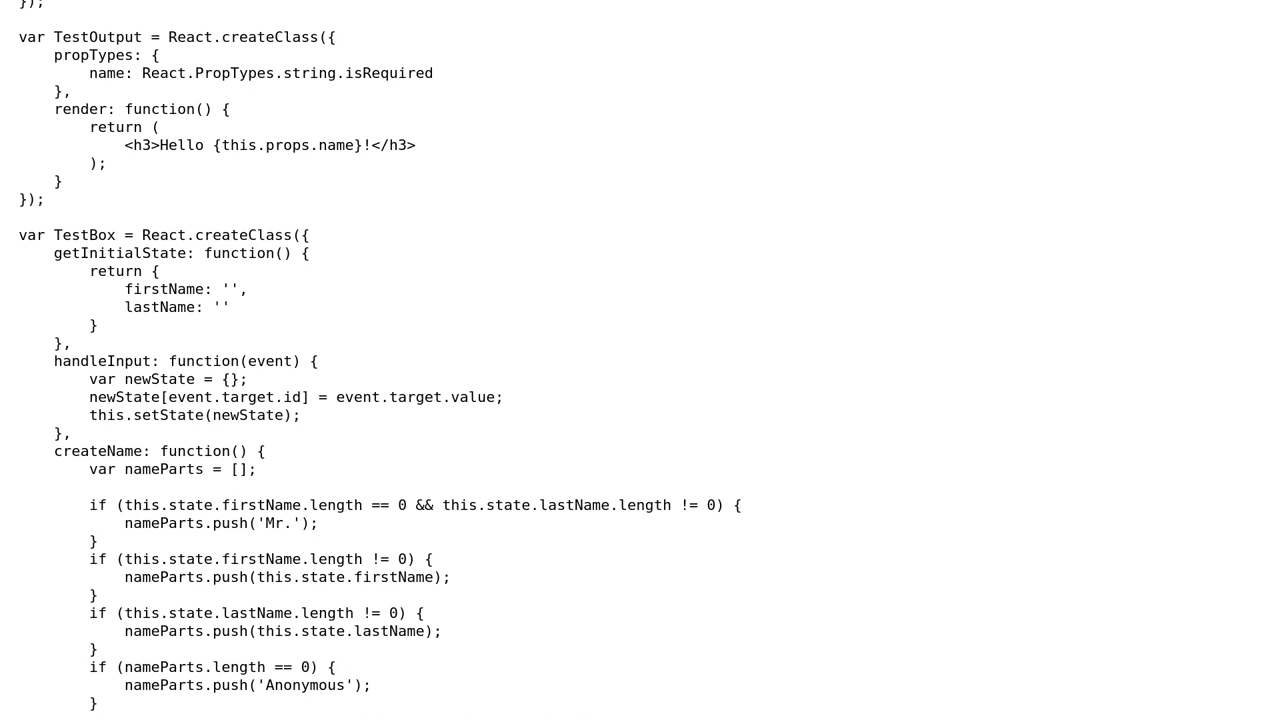 });

var TestOutput = React.createClass({
    propTypes: {
        name: React.PropTypes.string.isRequired
    },
    render: function() {
        return (
            <h3>Hello {this.props.name}!</h3>
        );
    }
});

var TestBox = React.createClass({
    getInitialState: function() {
        return {
            firstName: '',
            lastName: ''
        }
    },
    handleInput: function(event) {
        var newState = {};
        newState[event.target.id] = event.target.value;
        this.setState(newState);
    },
    createName: function() {
        var nameParts = [];

        if (this.state.firstName.length == 0 && this.state.lastName.length != 0) {
            nameParts.push('Mr.');
        }
        if (this.state.firstName.length != 0) {
            nameParts.push(this.state.firstName);
        }
        if (this.state.lastName.length != 0) {
            nameParts.push(this.state.lastName);
        }
        if (nameParts.length == 0) {
            nameParts.push('Anonymous');
        }